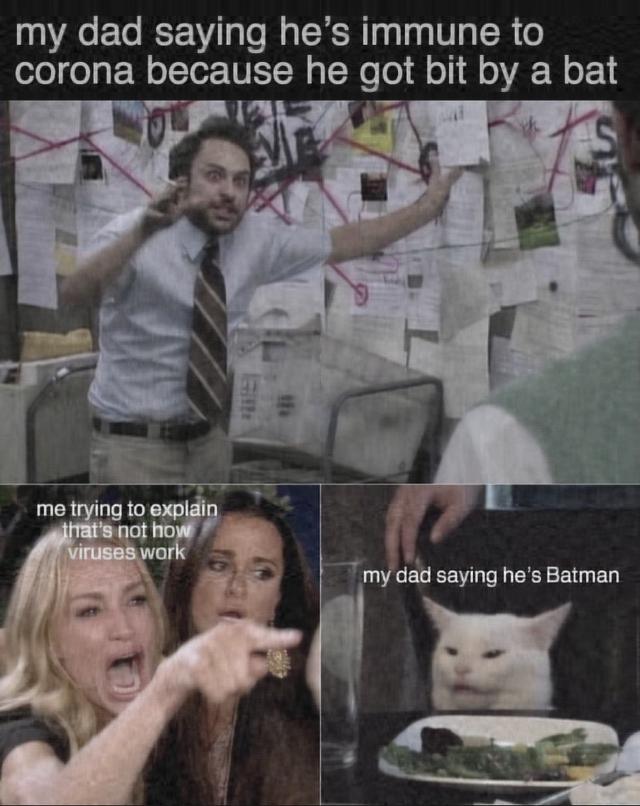 my dad saying he's immune to
corona because he got bit by a bat
me trying to explain
that's not how
viruses work
my dad saying he's Batman